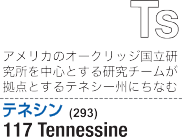 Ts
アメリカのオークリッジ国立研
究所を中心とする研究チームが
拠点とするテネシー州にちなむ
テネシン (293)
117 Tennessine